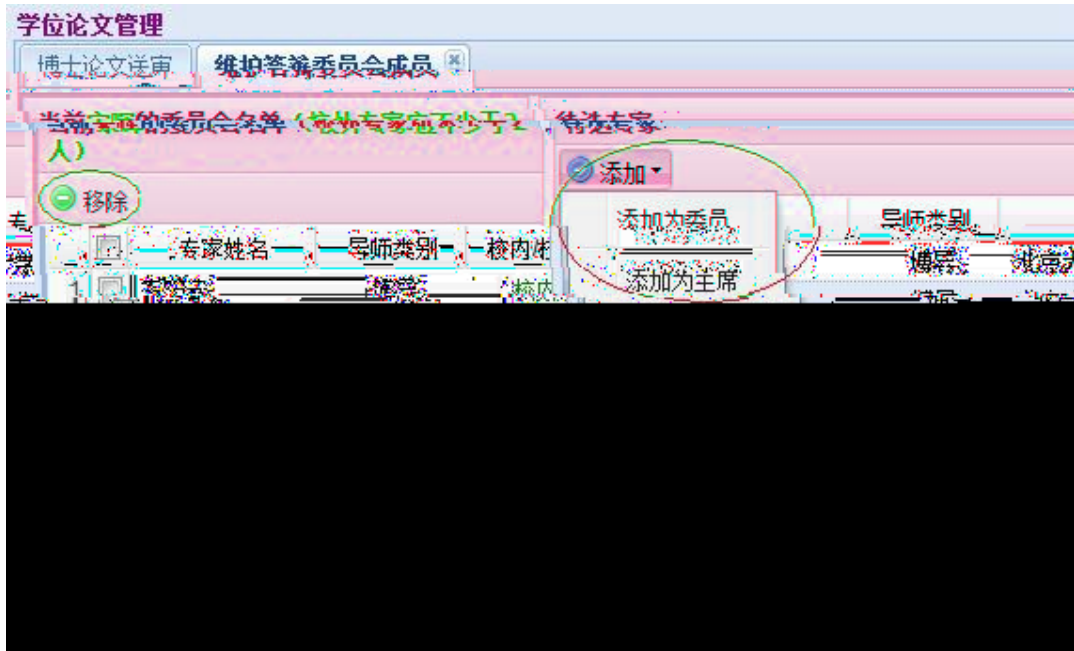 学位论文管理
博士论文送审 维护答辩委员会成员
当前实际的委员会名单（校外专家应不少于2
人）
移除
专家姓名 导师类别 校内
校内
待选专家
添加
添加为委员
添加为主席
导师类别
博导
博导